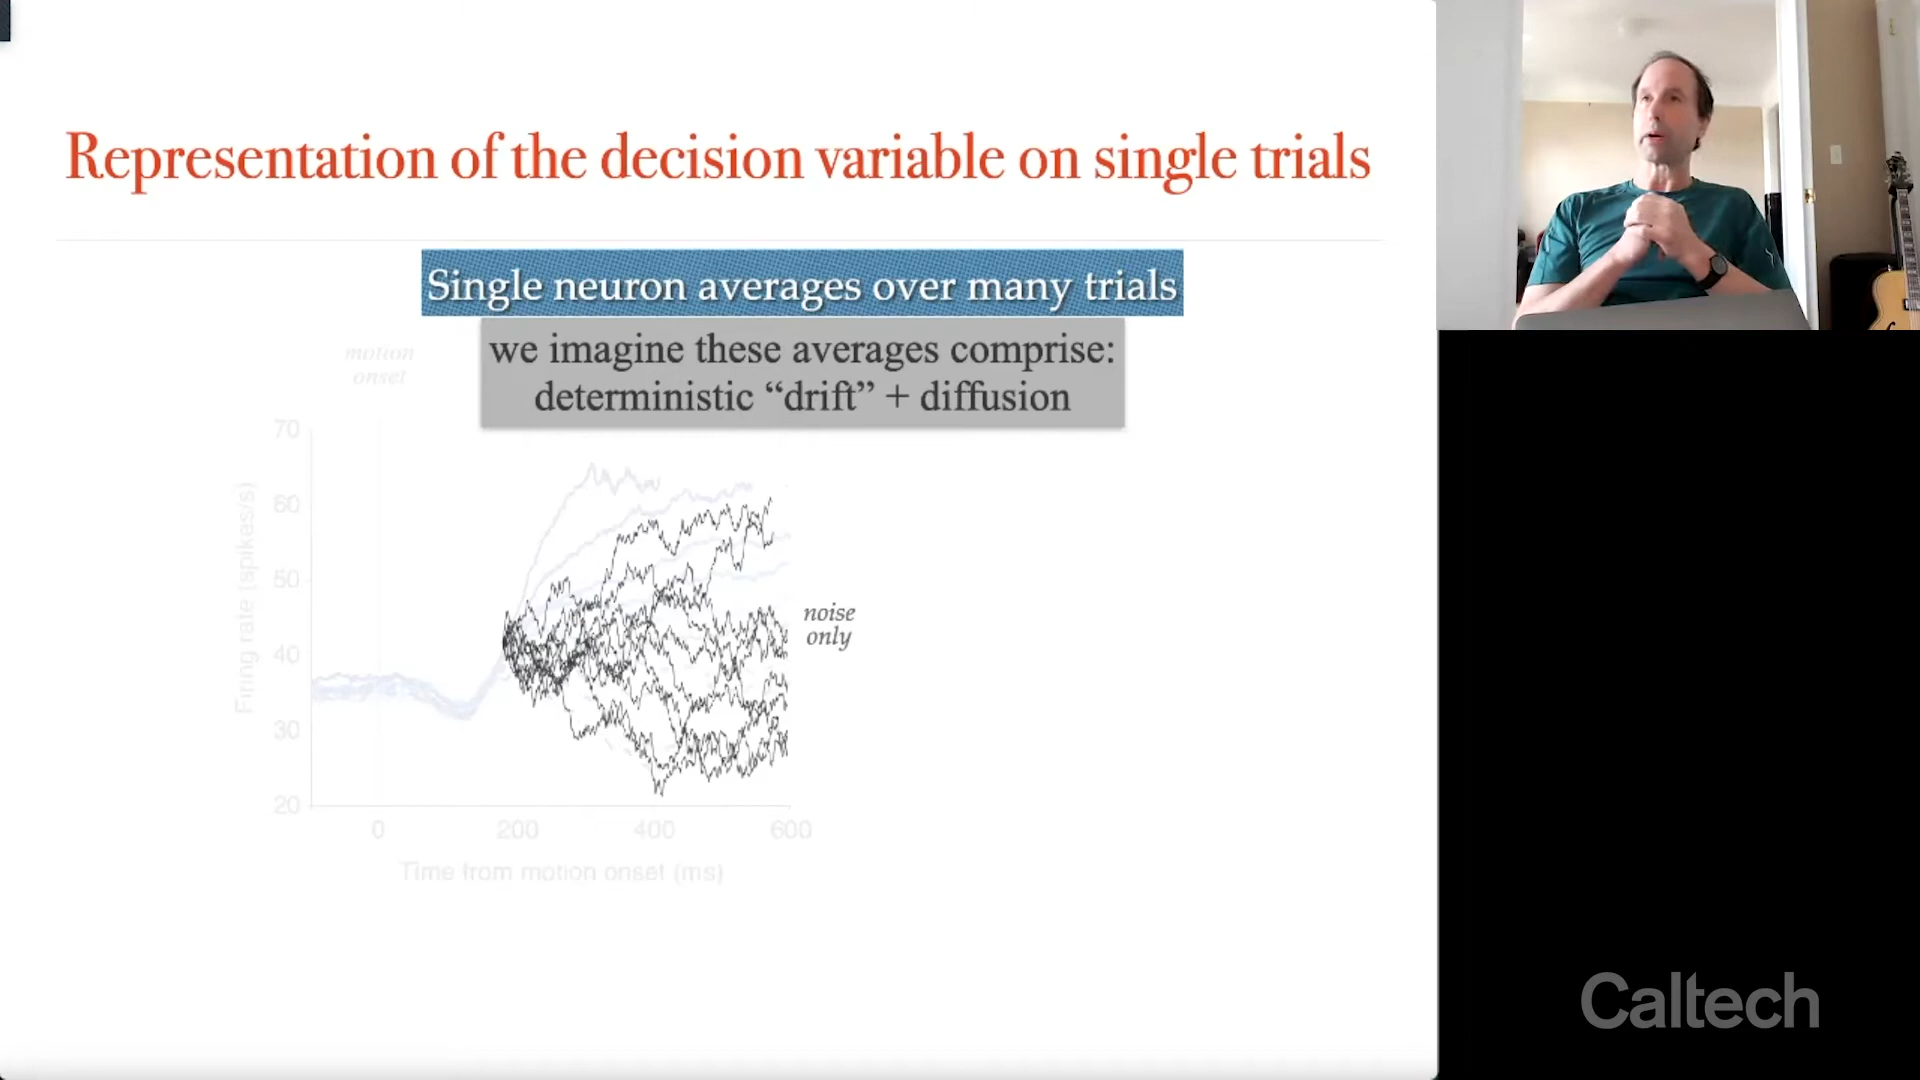 Representation of the decision variable on single trials
Single neuron averages over many trials
we imagine these averages comprise:
deterministic “drift” + diffusion
motion
onset
70
60
50
40
30
20
Firing rate (spikes/s)
noise
only
0 200 400 600
Time from motion onset (ms)
Caltech